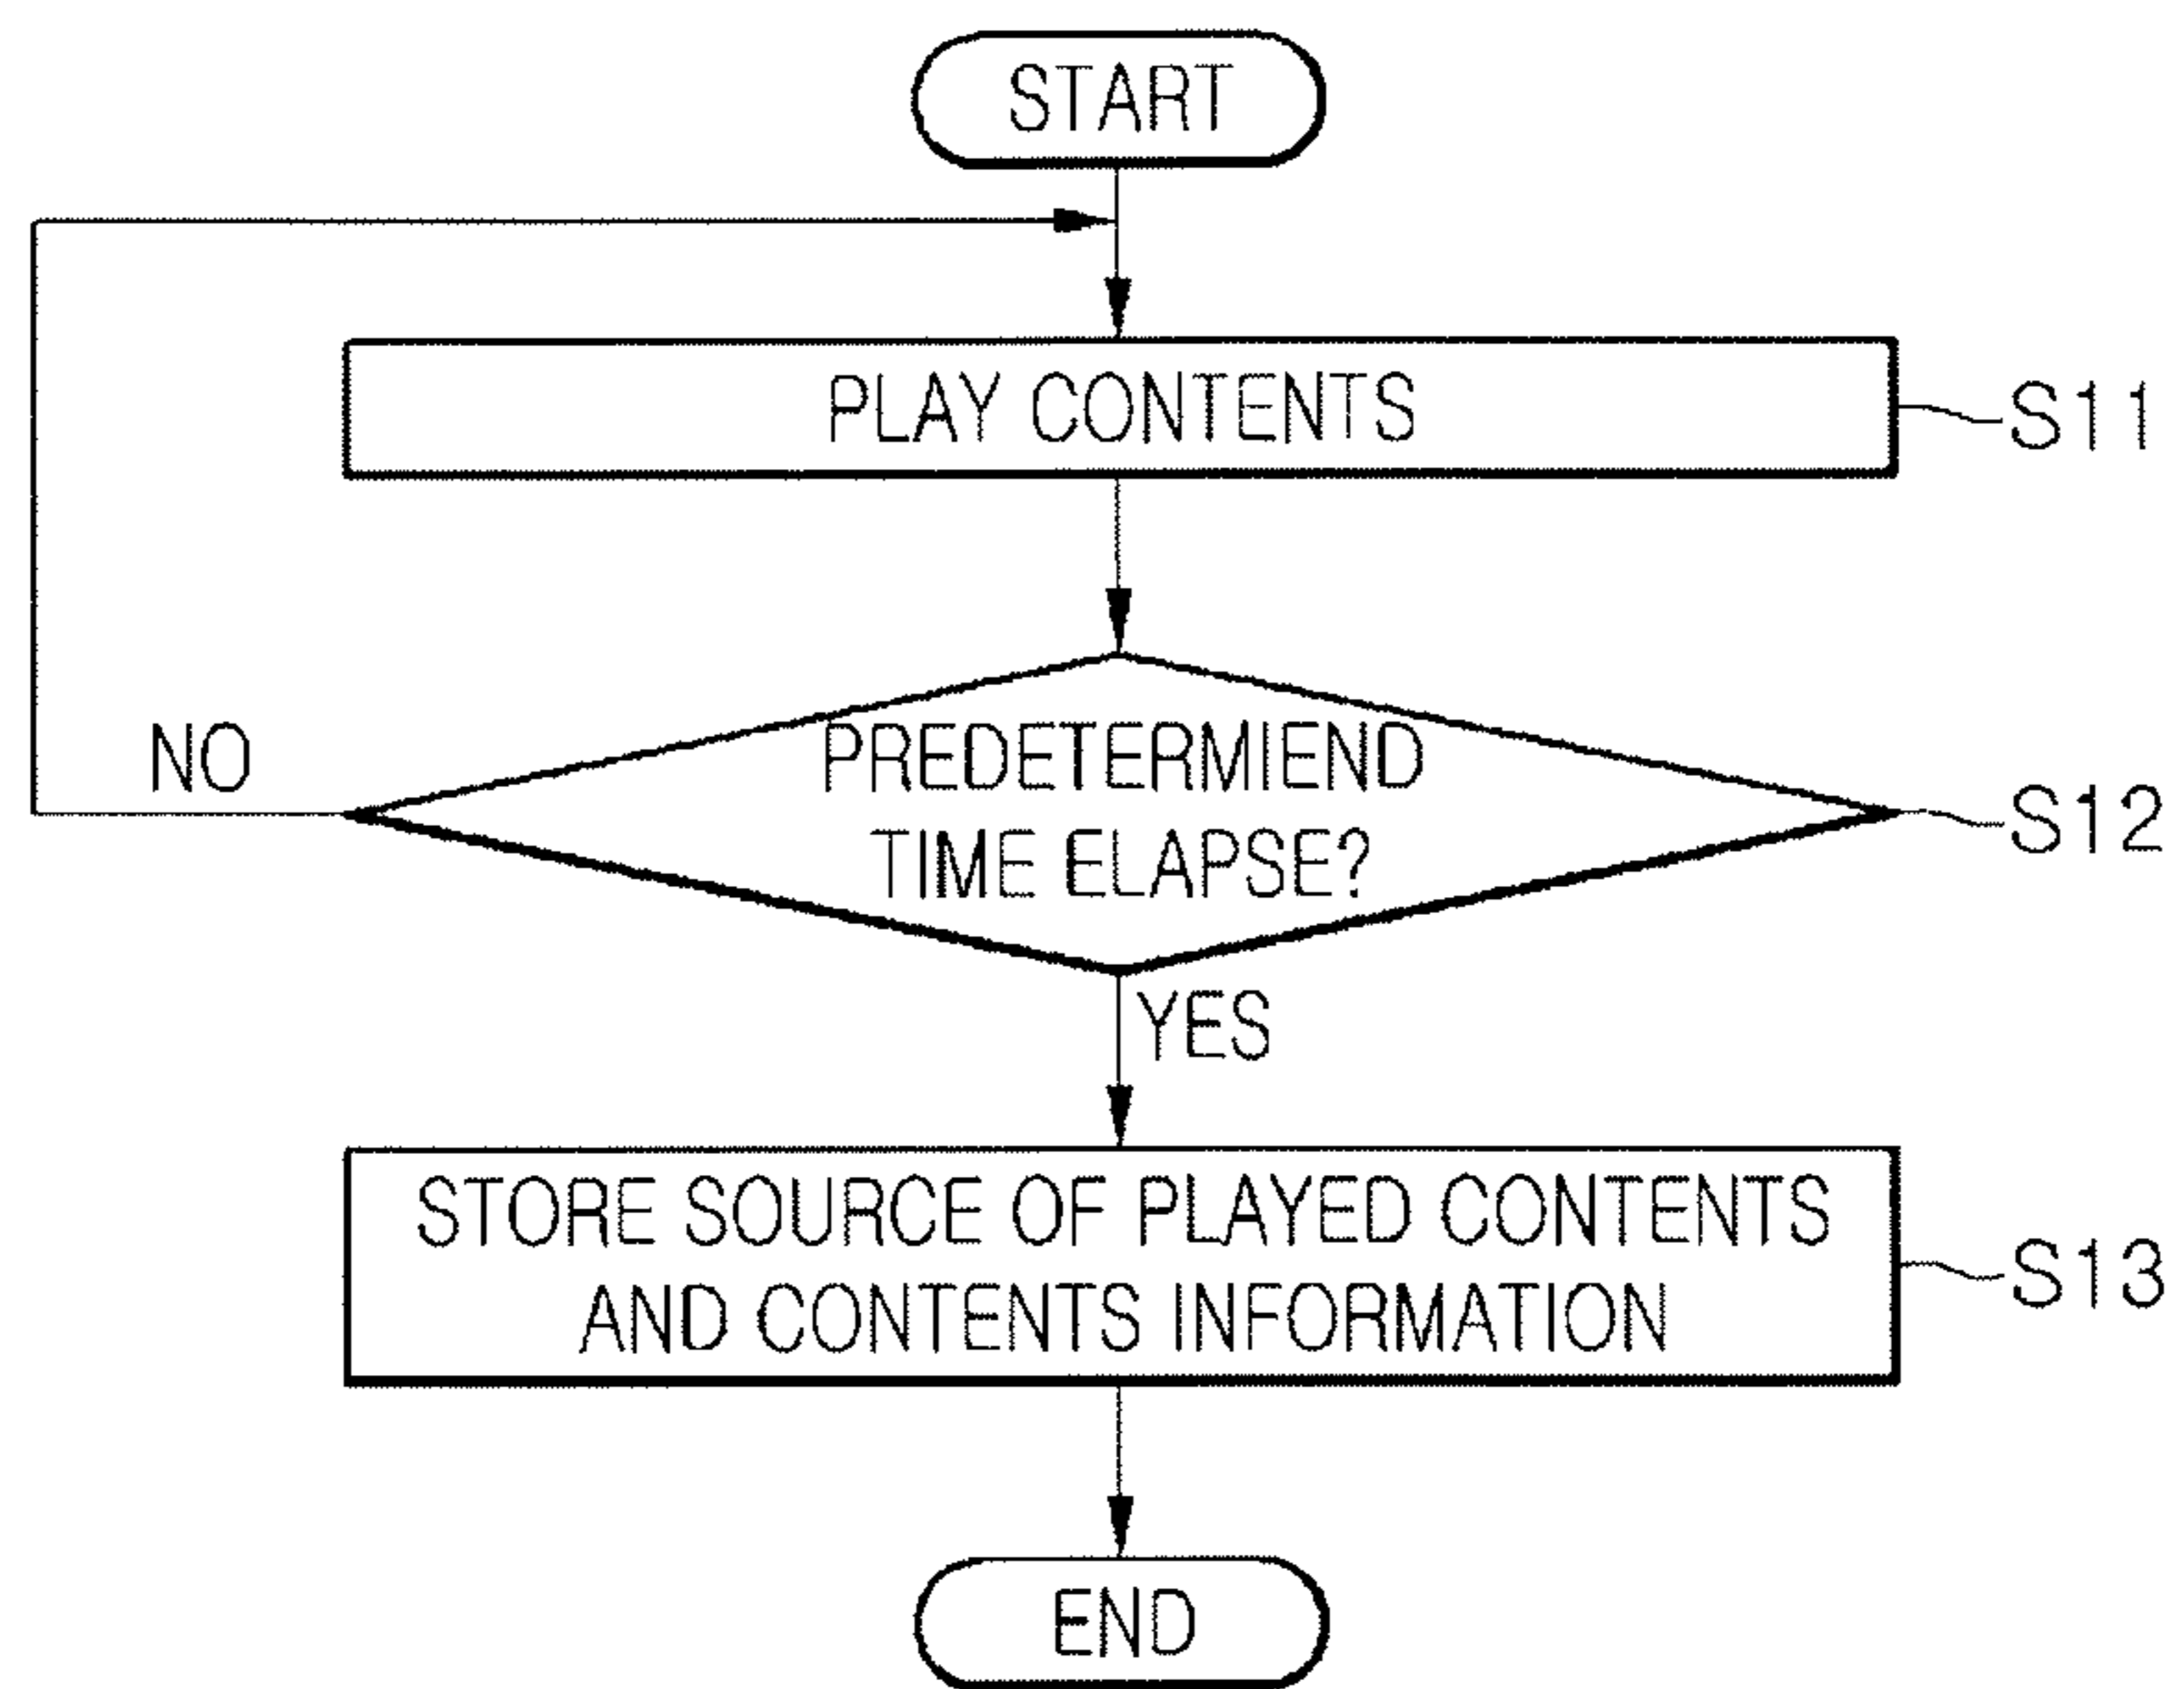 START
PLAY CONTENTS
S11
NO
PREDETERMIEND
TIME ELAPSE?
S12
YES
STORE SOURCE OF PLAYED CONTENTS
AND CONTENTS INFORMATION
S13
END